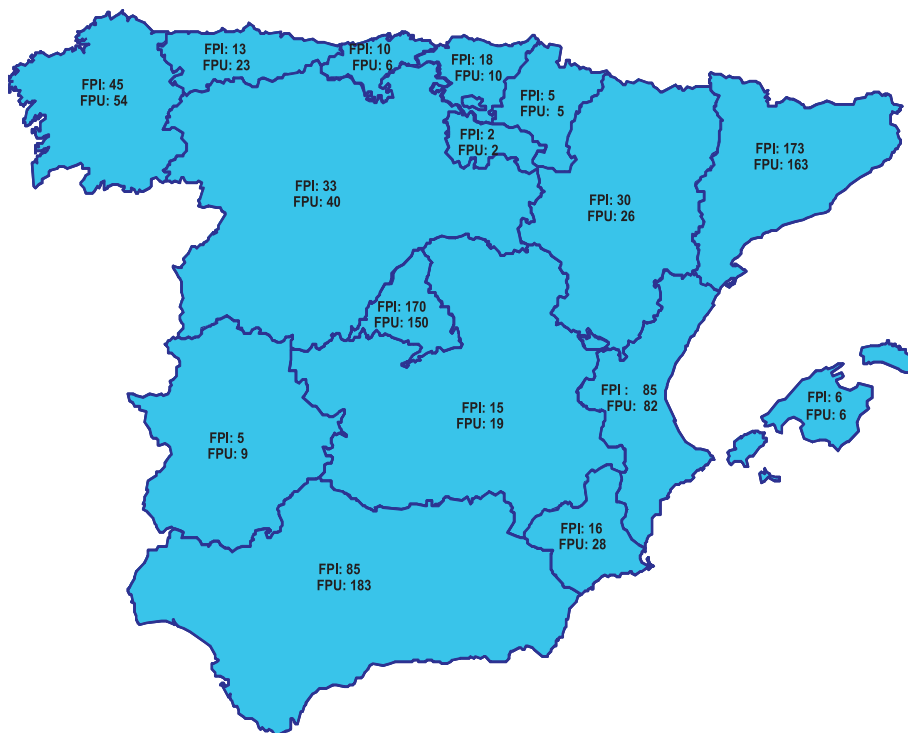 FPI: 13
FPU: 23
FPI: 10
FPU: 6
FPI: 18
FPU: 10
FPI: 45
FPU: 54
FPI: 5
FPU: 5
FPI: 2
FPU: 2
FPI: 173
FPU: 163
FPI: 33
FPU: 40
FPI: 30
FPU: 26
FPI: 170
FPU: 150
FPI : 85
FPU: 82
FPI: 6
FPU: 6
FPI: 15
FPU: 19
FPI: 5
FPU: 9
FPI: 16
FPU: 28
FPI: 85
FPU: 183